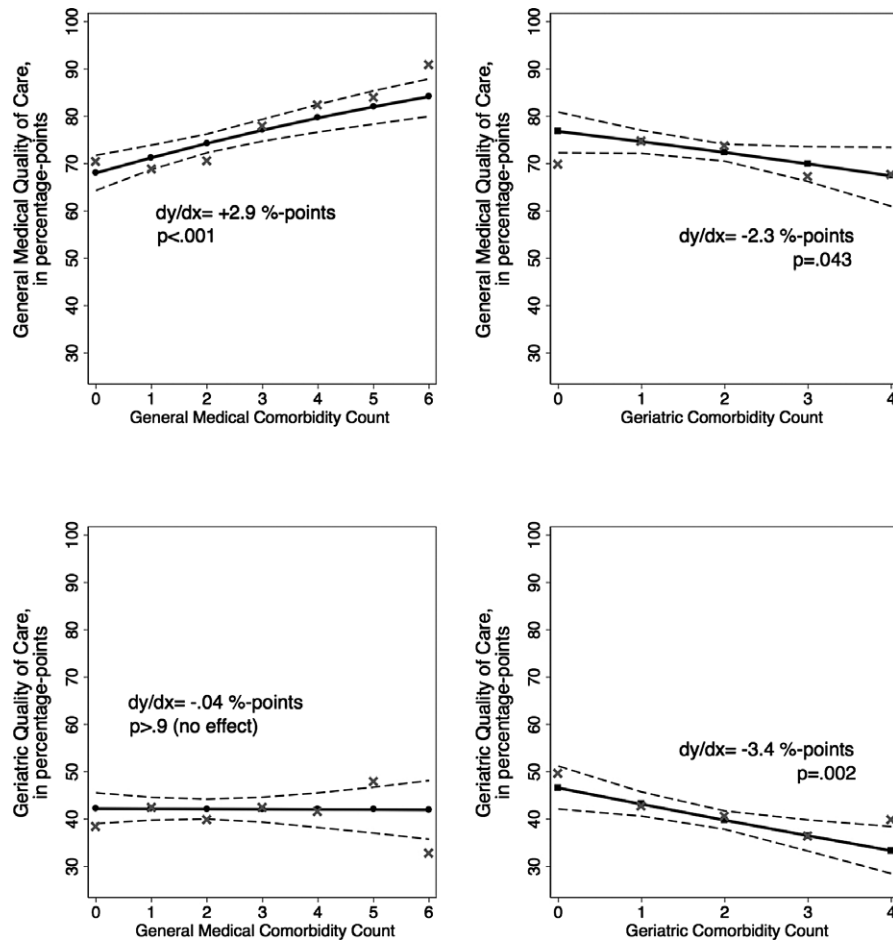 General Medical Quality of Care,
in percentage-points
100
90
80
70
60
50
40
30
dy/dx= +2.9 %-points
p<.001
0 1 2 3 4 5 6
General Medical Comorbidity Count
General Medical Quality of Care,
in percentage-points
100
90
80
70
60
50
40
30
dy/dx= -2.3 %-points
p=.043
0 1 2 3 4
Geriatric Comorbidity Count
Geriatric Quality of Care,
in percentage-points
100
90
80
70
60
50
40
30
dy/dx= -.04 %-points
p>.9 (no effect)
0 1 2 3 4 5 6
General Medical Comorbidity Count
Geriatric Quality of Care,
in percentage-points
100
90
80
70
60
50
40
30
dy/dx= -3.4 %-points
p=.002
0 1 2 3 4
Geriatric Comorbidity Count